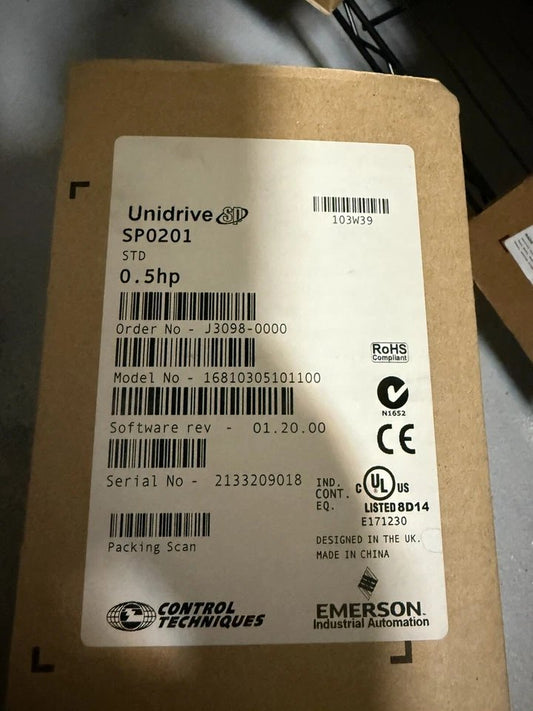 Unidrive SP
103W39
SP0201
STD
0.5hp
Order No - J3098-0000
RoHS
Compliant
Model No - 16810305101100
N1652
Software rev - 01.20.00
CE
Serial No - 2133209018
IND.
CONT.
EQ.
C UL US
LISTED 8D14
E171230
Packing Scan
DESIGNED IN THE UK.
MADE IN CHINA
CONTROL
TECHNIQUES
EMERSON™
Industrial Automation